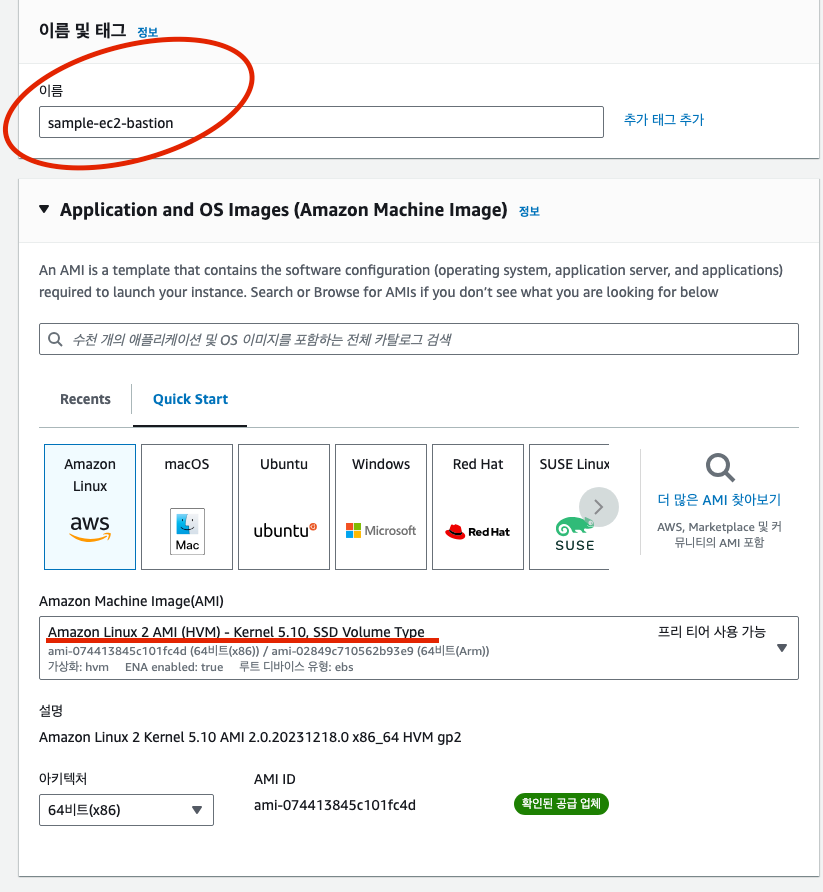 이름 및 태그 정보
이름
sample-ec2-bastion
추가 태그 추가
Application and OS Images (Amazon Machine Image) 정보
An AMI is a template that contains the software configuration (operating system, application server, and applications)
required to launch your instance. Search or Browse for AMIs if you don't see what you are looking for below
수천 개의 애플리케이션 및 OS 이미지를 포함하는 전체 카탈로그 검색
Recents
Quick Start
Amazon
Linux
aws
macOS
Mac
Ubuntu
ubuntu
Windows
Microsoft
Red Hat
RedHat
SUSE Linux
SUSE
더 많은 AMI 찾아보기
AWS, Marketplace 및 커
뮤니티의 AMI 포함
Amazon Machine Image(AMI)
Amazon Linux 2 AMI (HVM) - Kernel 5.10, SSD Volume Type
프리 티어 사용 가능
ami-074413845c101fc4d (64비트(x86)) / ami-02849c710562b93e9 (64비트(Arm))
가상화: hvm ENA enabled: true 루트 디바이스 유형: ebs
설명
Amazon Linux 2 Kernel 5.10 AMI 2.0.20231218.0 x86_64 HVM gp2
아키텍처
64비트(x86)
AMI ID
ami-074413845c101fc4d
확인된 공급 업체